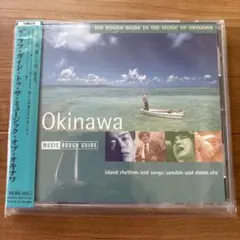 THE ROUGH GUIDE TO THE MUSIC OF OKINAWA
Okinawa
MUSIC ROUGH GUIDE
island rhythms and songs: sanshin and shima uta
ザ・ラフ・ガイド・トゥ・ザ・ミュージック・オブ・オキナワ